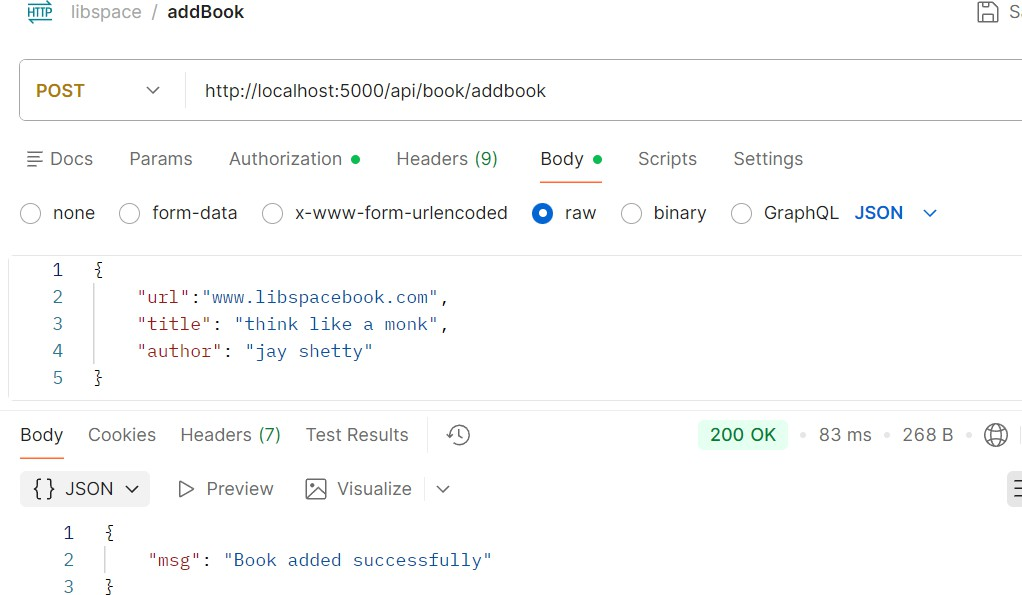 HTTP libspace / addBook
POST http://localhost:5000/api/book/addbook
Docs Params Authorization Headers (9) Body Scripts Settings
none form-data x-www-form-urlencoded raw binary GraphQL JSON
1 {
2 "url":"www.libspacebook.com",
3 "title": "think like a monk",
4 "author": "jay shetty"
5 }
Body Cookies Headers (7) Test Results 200 OK • 83 ms • 268 B •
{} JSON Preview Visualize
1 {
2 "msg": "Book added successfully"
3 }